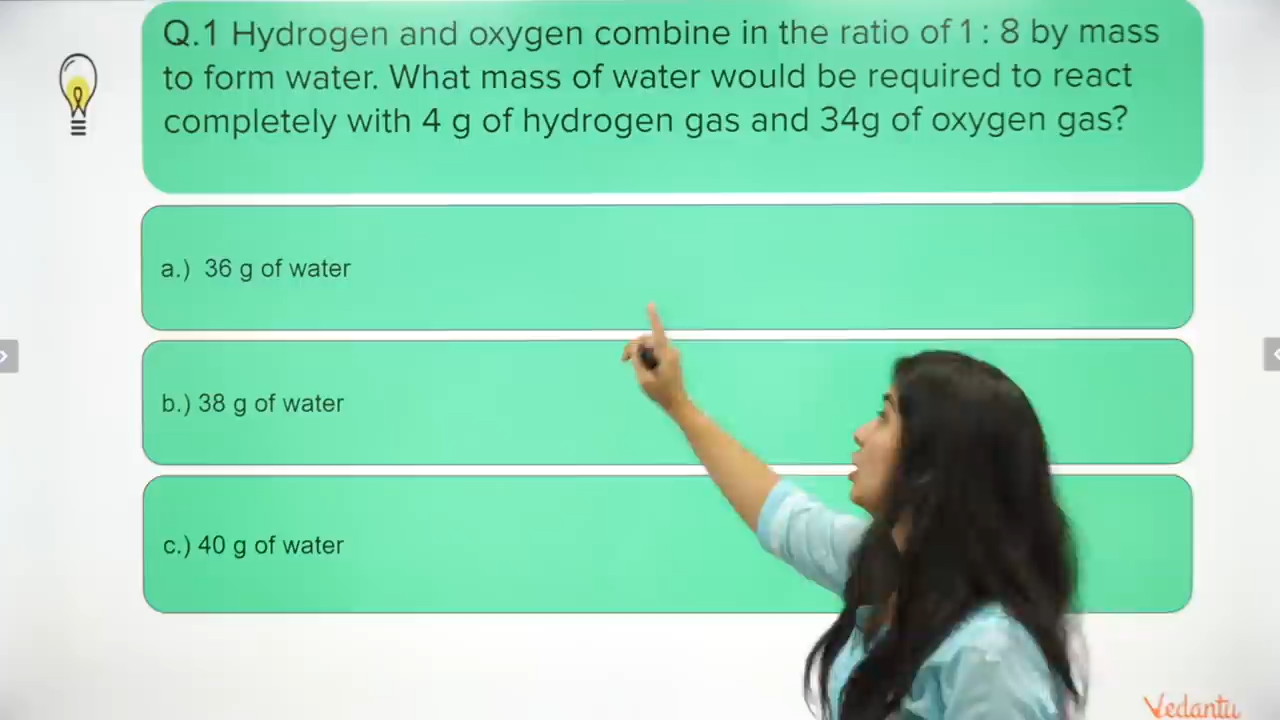 Q.1 Hydrogen and oxygen combine in the ratio of 1 : 8 by mass
to form water. What mass of water would be required to react
completely with 4 g of hydrogen gas and 34g of oxygen gas?
a.) 36 g of water
b.) 38 g of water
c.) 40 g of water
Vedantu